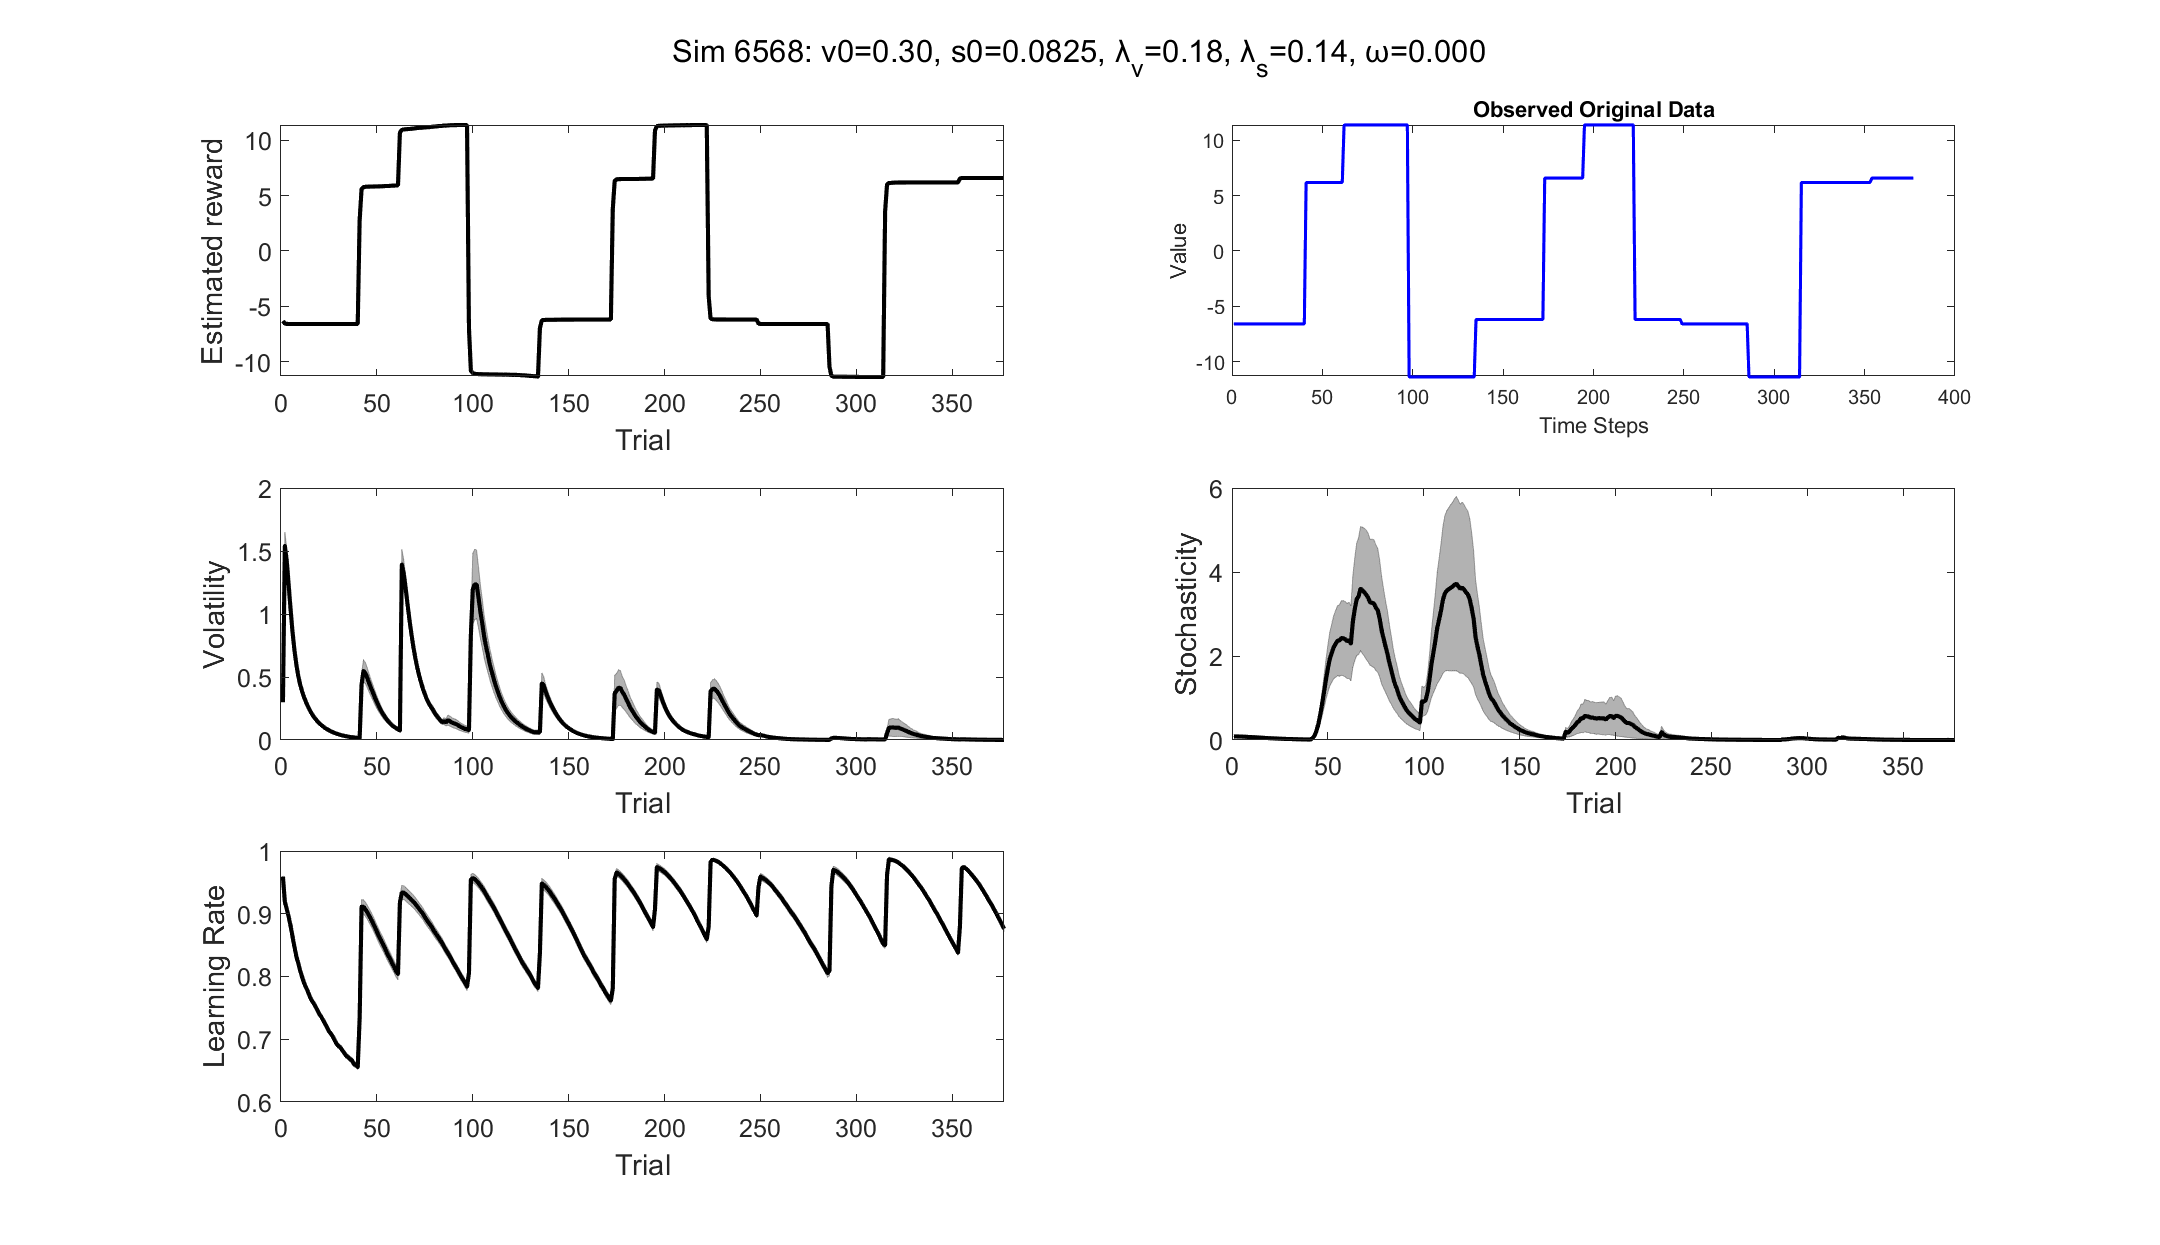 Sim 6568: v0=0.30, s0=0.0825, λ_v=0.18, λ_s=0.14, ω=0.000
Estimated reward
10
5
0
-5
-10
0 50 100 150 200 250 300 350
Trial
Observed Original Data
Value
10
5
0
-5
-10
0 50 100 150 200 250 300 350 400
Time Steps
Volatility
2
1.5
1
0.5
0
0 50 100 150 200 250 300 350
Trial
Stochasticity
6
4
2
0
0 50 100 150 200 250 300 350
Trial
Learning Rate
1
0.9
0.8
0.7
0.6
0 50 100 150 200 250 300 350
Trial